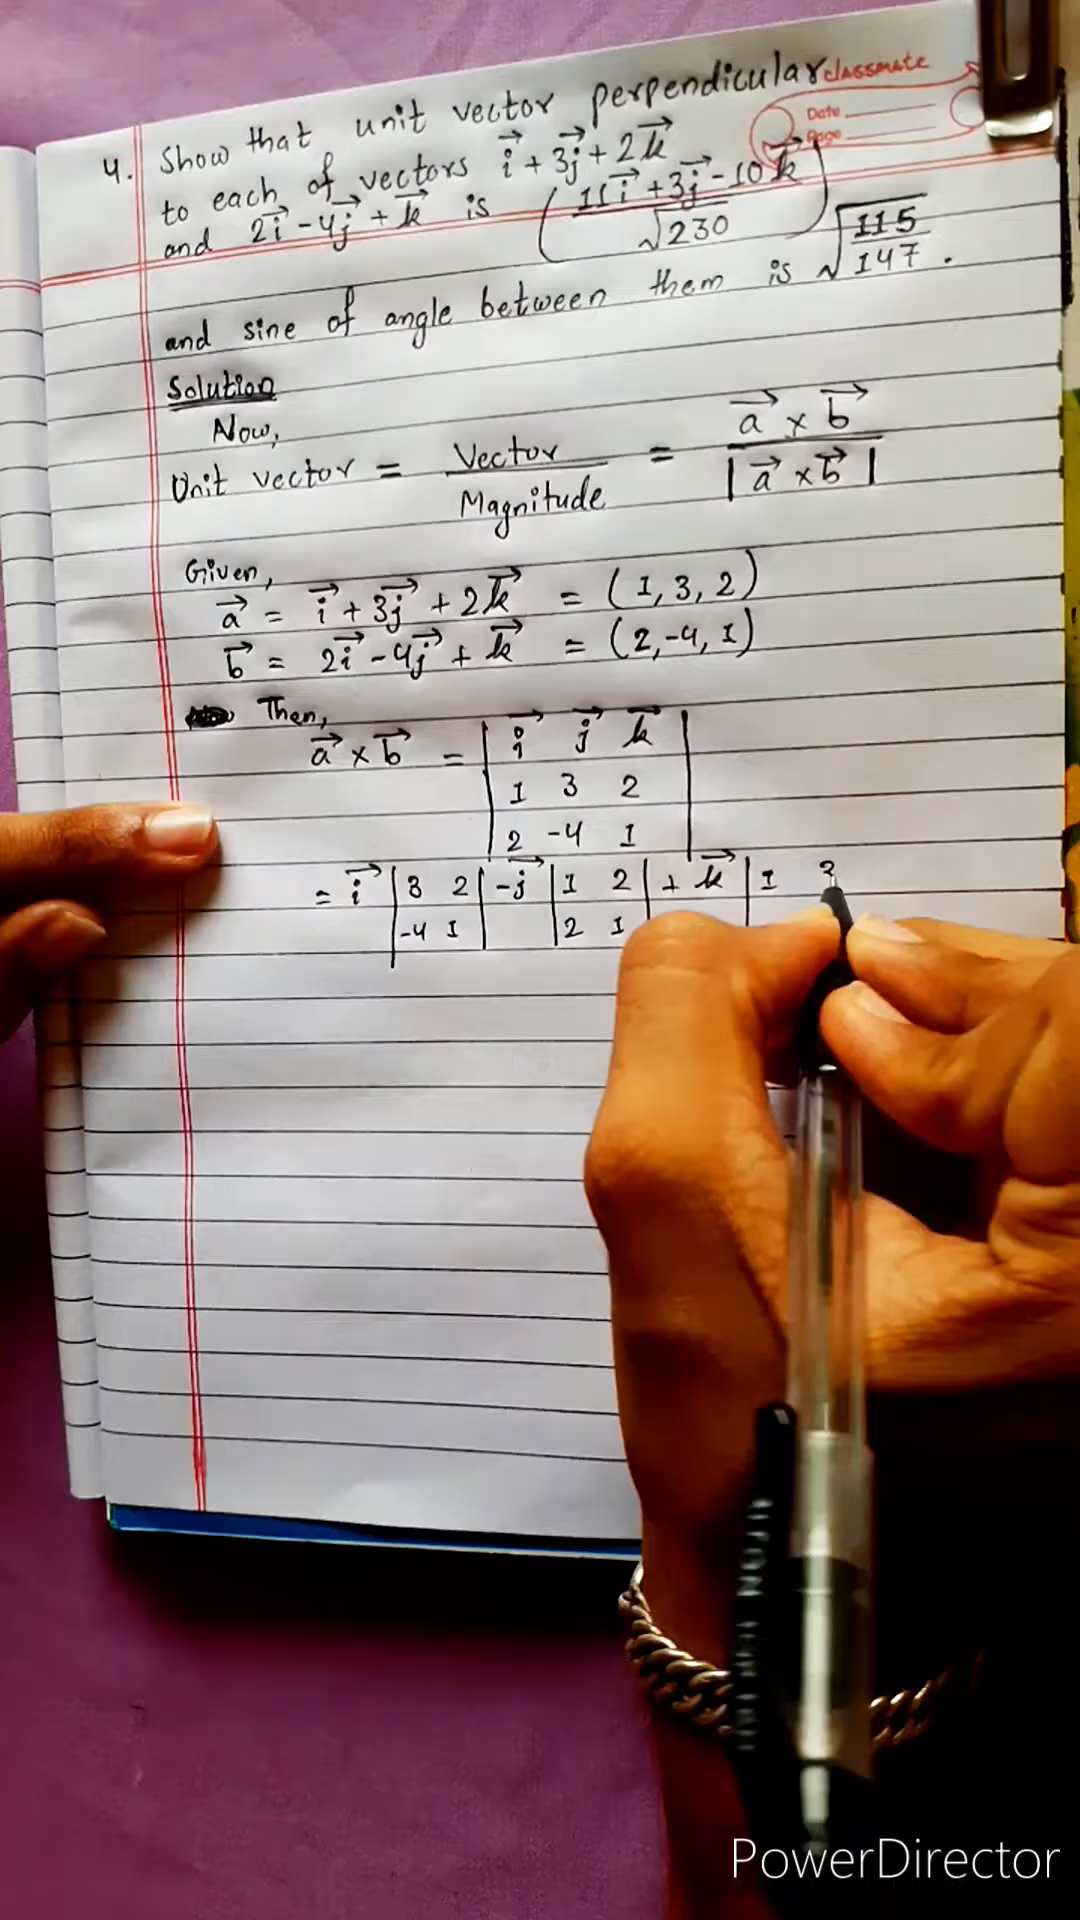 classmate
Date
Page
4. Show that unit vector perpendicular
to each of vectors i⃗ + 3j⃗ + 2k⃗
and 2i⃗ - 4j⃗ + k⃗ is (11i⃗ + 3j⃗ - 10k⃗ / √230)
and sine of angle between them is √115/147 .
Solution
Now,
Unit vector = Vector / Magnitude = a⃗ × b⃗ / |a⃗ × b⃗|
Given,
a⃗ = i⃗ + 3j⃗ + 2k⃗ = (1, 3, 2)
b⃗ = 2i⃗ - 4j⃗ + k⃗ = (2, -4, 1)
Then,
a⃗ × b⃗ = | i⃗ j⃗ k⃗ |
1 3 2
2 -4 1
= i⃗ | 3 2 | - j⃗ | 1 2 | + k⃗ | 1 3
-4 1 2 1
PowerDirector